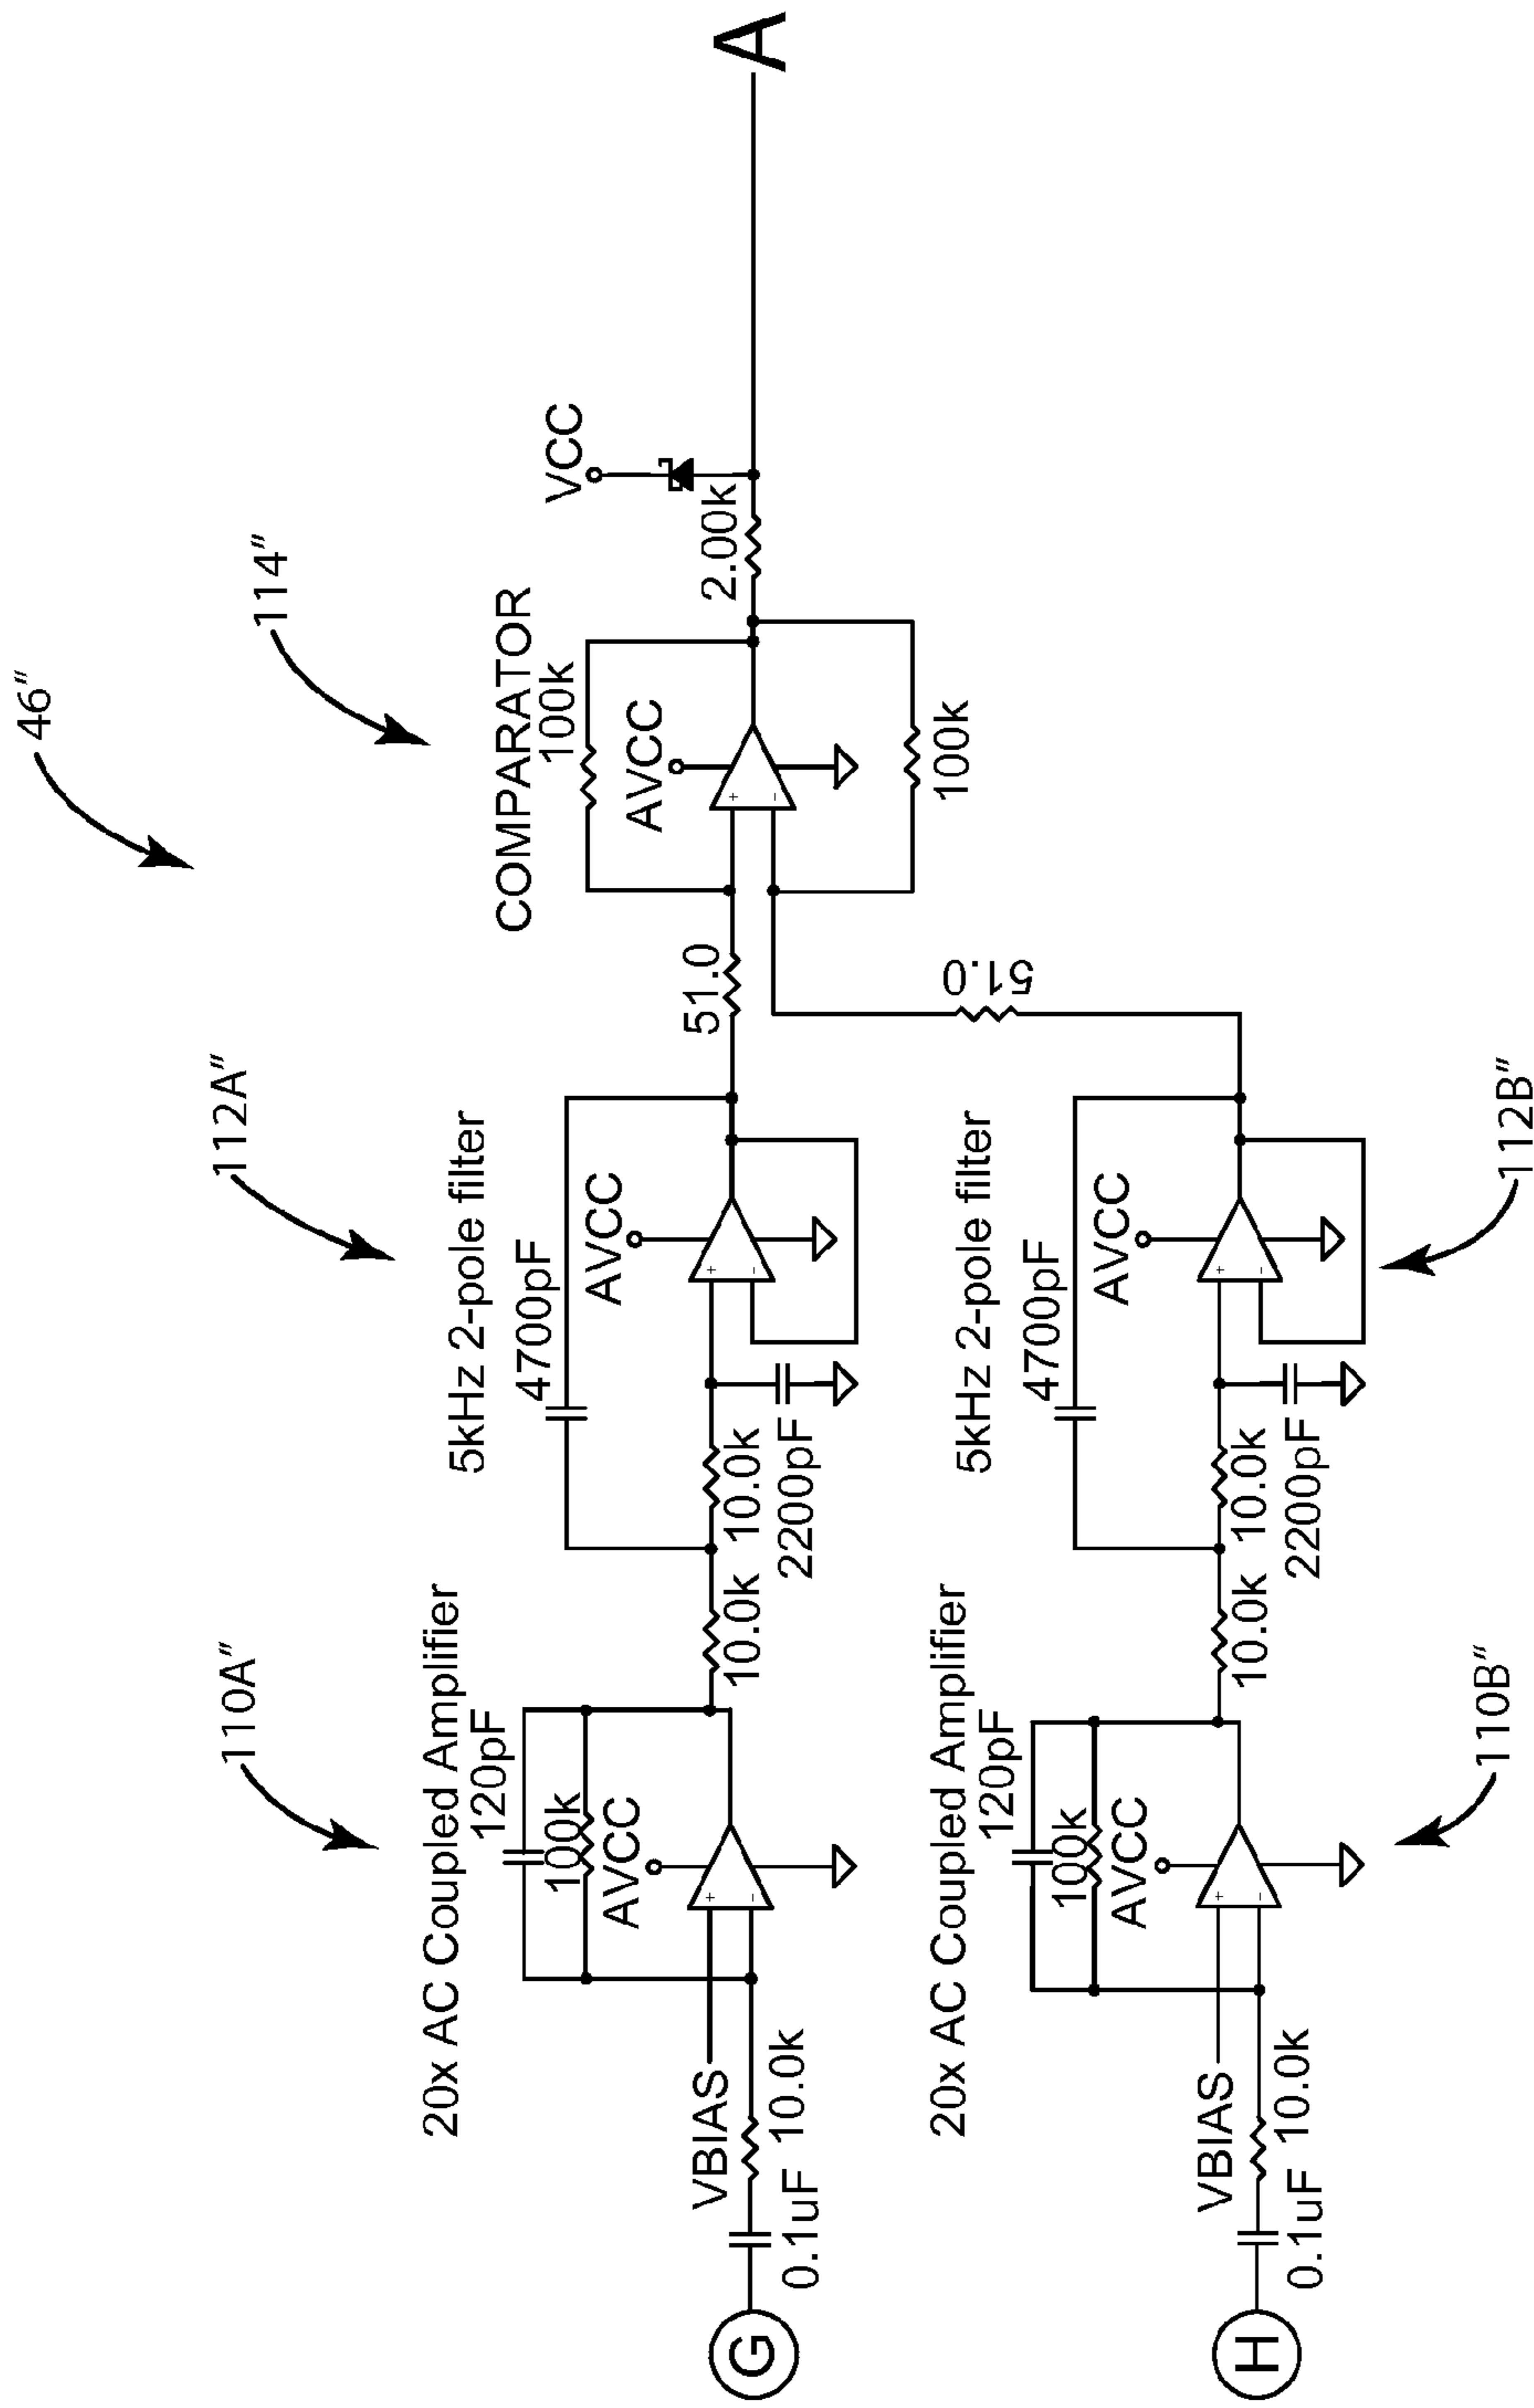 46″
110A″
112A″
114″
20x AC Coupled Amplifier
120pF
100k
AVCC
VBIAS
+
-
G
0.1uF
10.0k
10.0k
10.0k
2200pF
5kHz 2-pole filter
4700pF
AVCC
+
-
51.0
COMPARATOR
100k
AVCC
+
-
100k
2.00k
VCC
A
51.0
20x AC Coupled Amplifier
120pF
100k
AVCC
VBIAS
+
-
H
0.1uF
10.0k
10.0k
10.0k
2200pF
5kHz 2-pole filter
4700pF
AVCC
+
-
110B″
112B″